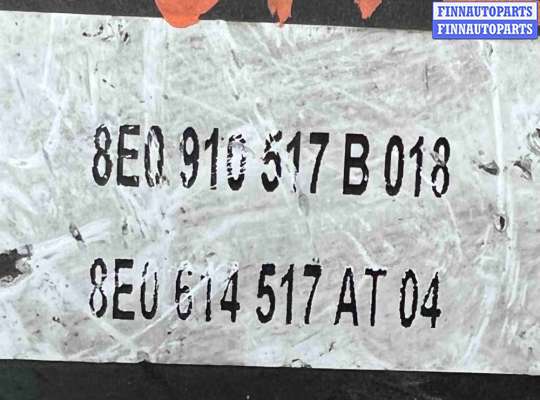 FINNAUTOPARTS
FINNAUTOPARTS
8E0 910 517 B 018
8E0 614 517 AT 04